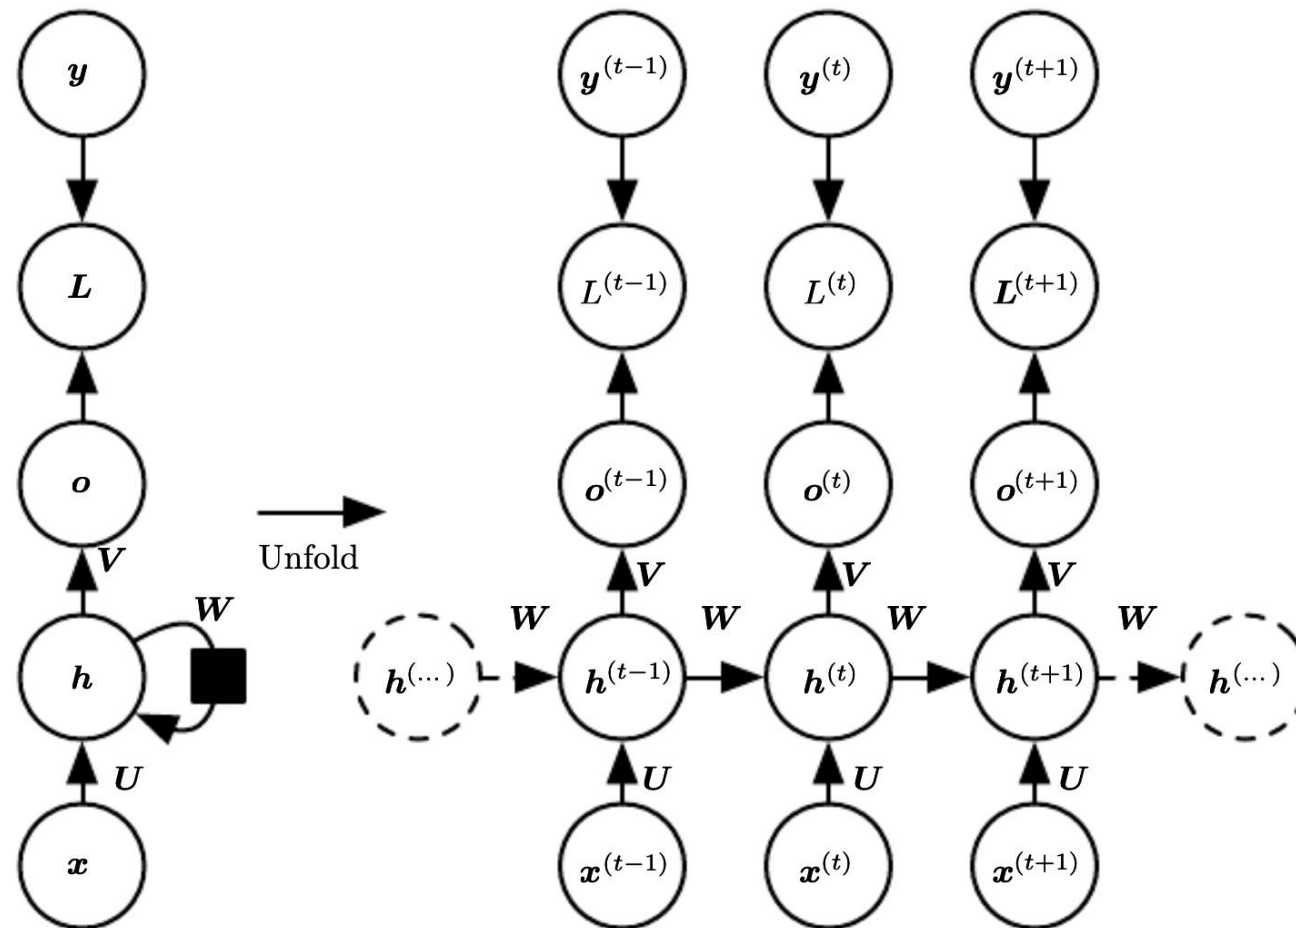 y y^(t−1) y^(t) y^(t+1)
L L^(t−1) L^(t) L^(t+1)
o o^(t−1) o^(t) o^(t+1)
Unfold
V V V V
W W W W W
h h^(...) h^(t−1) h^(t) h^(t+1) h^(...)
U U U U
x x^(t−1) x^(t) x^(t+1)